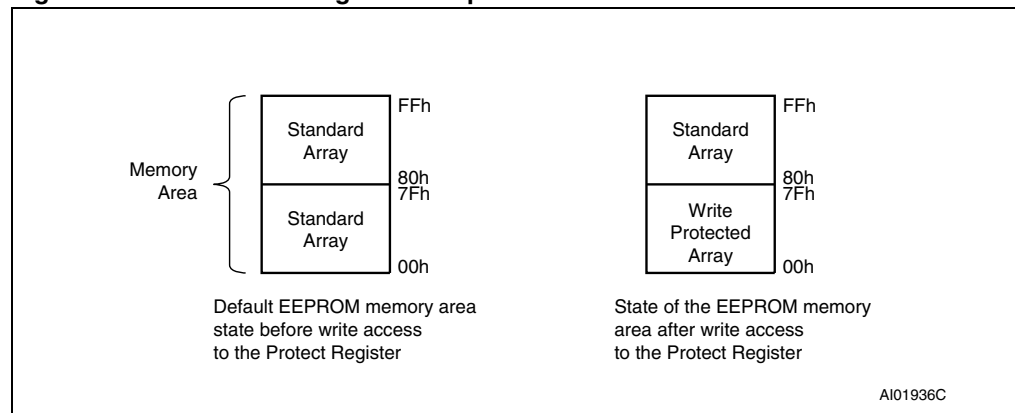 FFh
Standard
Array
Memory
Area
80h
7Fh
Standard
Array
00h
Default EEPROM memory area
state before write access
to the Protect Register
FFh
Standard
Array
80h
7Fh
Write
Protected
Array
00h
State of the EEPROM memory
area after write access
to the Protect Register
AI01936C